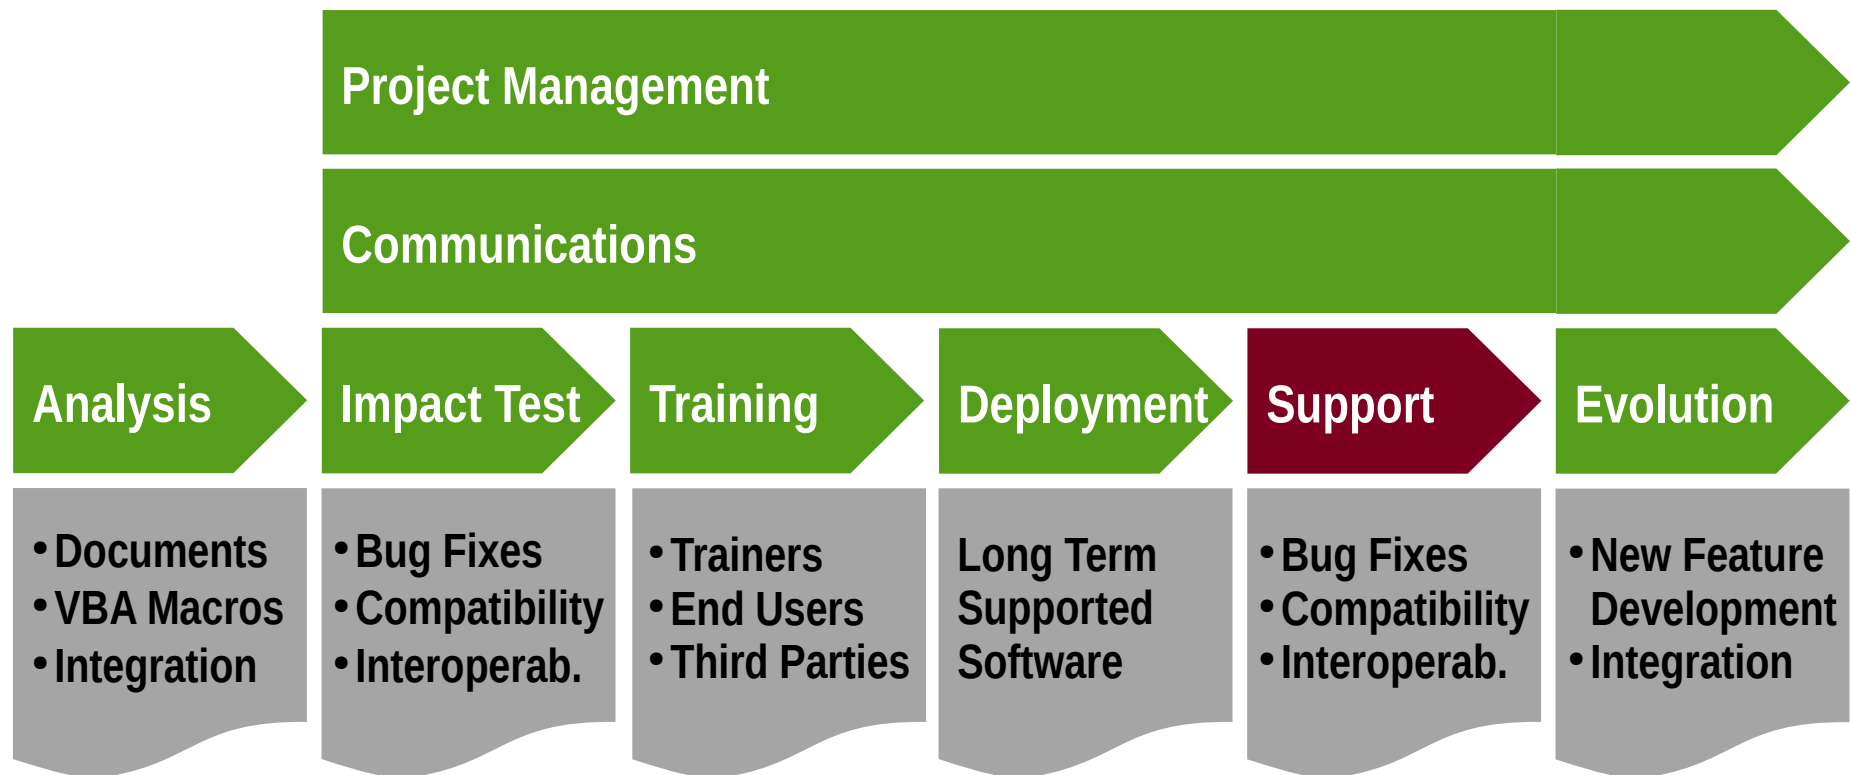 Project Management
Communications
Analysis
Impact Test
Training
Deployment
Support
Evolution
• Documents
• VBA Macros
• Integration
• Bug Fixes
• Compatibility
• Interoperab.
• Trainers
• End Users
• Third Parties
Long Term
Supported
Software
• Bug Fixes
• Compatibility
• Interoperab.
• New Feature
Development
• Integration